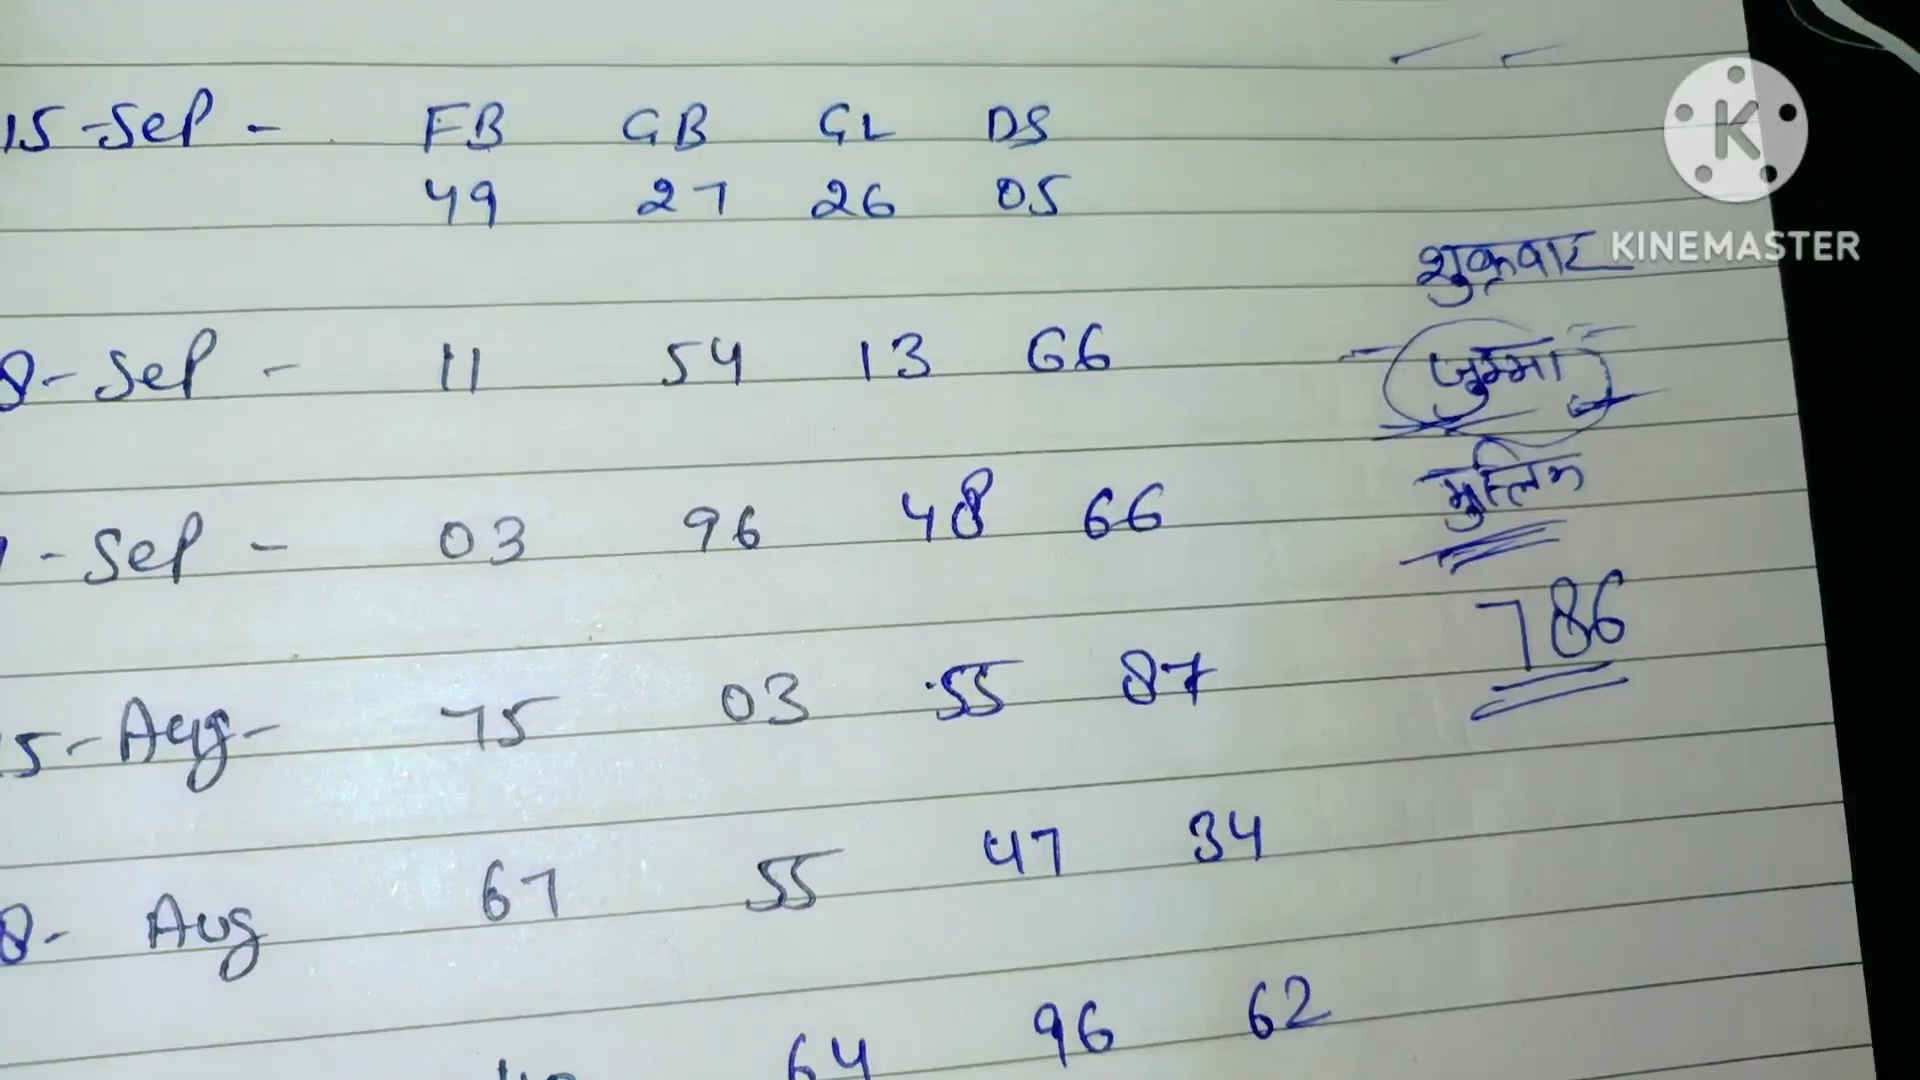 15-Sep - FB GB GL DS
49 27 26 05
शुक्रवार
KINEMASTER
8-Sep - 11 54 13 66
जुम्मा
1-Sep - 03 96 48 66
मुस्लिम
786
15-Aug- 75 03 55 87
8- Aug 67 55 47 34
64 96 62